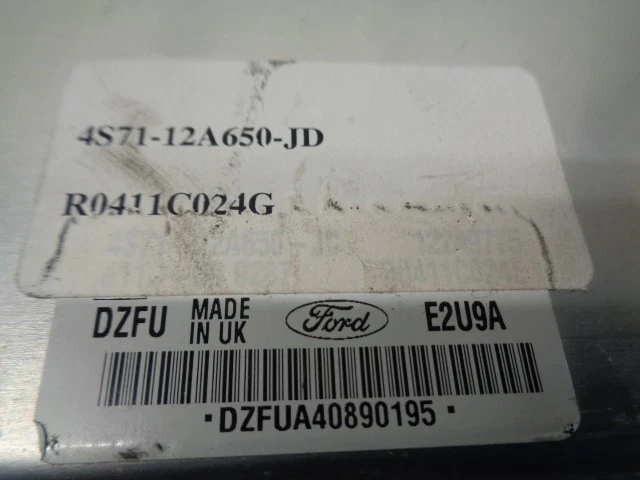 4S71-12A650-JD
R0411C024G
DZFU MADE IN UK Ford E2U9A
·DZFUA40890195·